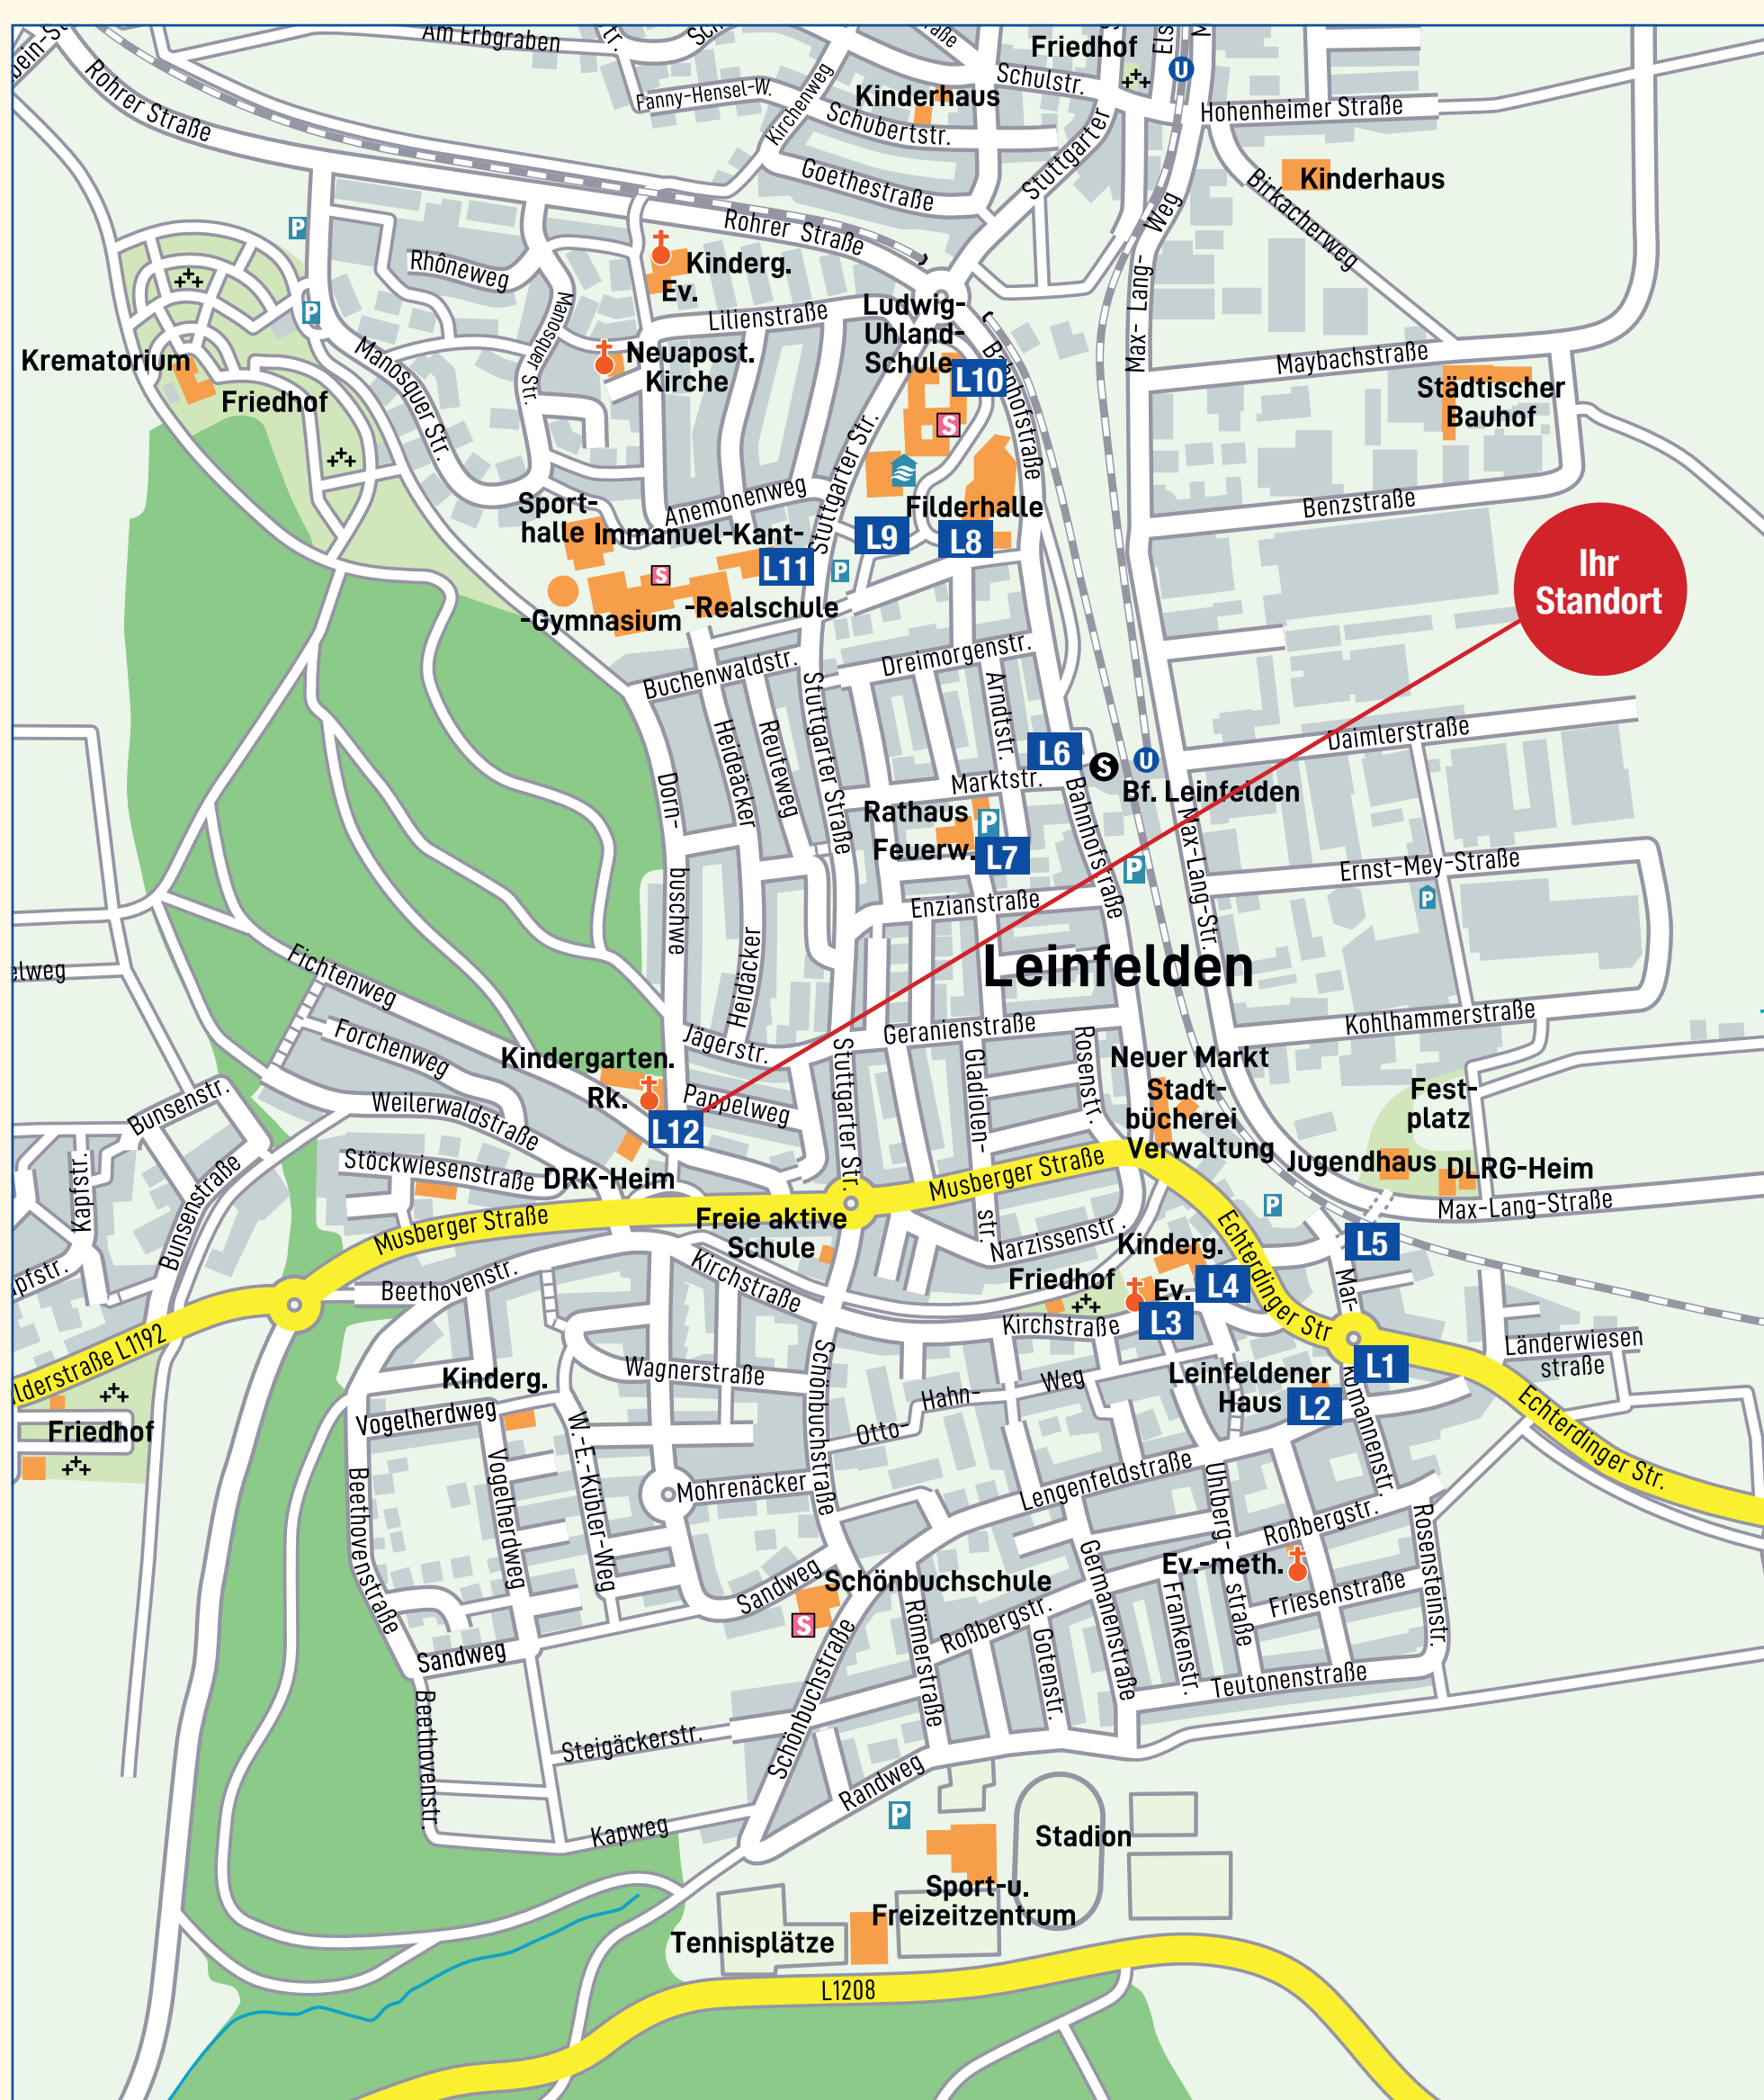 Am Erbgraben
Rohrer Straße
Fanny-Hensel-W.
Kirchenweg
Kinderhaus
Schubertstr.
Goethestraße
Schulstr.
Friedhof
U
Stuttgarter
Hohenheimer Straße
Kinderhaus
Birkacherweg
Max- Lang- Weg
Rohrer Straße
P
Rhôneweg
Manosquer Str.
Kinderg.
Ev.
Lilienstraße
Neuapost.
Kirche
P
Krematorium
Friedhof
Manosquer Str.
Ludwig-
Uhland-
Schule
L10
S
Bahnhofstraße
Maybachstraße
Städtischer
Bauhof
Benzstraße
Ihr
Standort
Sport-
halle
Immanuel-Kant-
Anemonenweg
Stuttgarter Str.
Filderhalle
L9
L8
L11
P
S
-Realschule
-Gymnasium
Buchenwaldstr.
Dreimorgenstr.
Arndtstr.
Stuttgarter Straße
Heideäcker
Reuteweg
Dorn-
buschwe
Heidäcker
L6
S
U
Bf. Leinfelden
Daimlerstraße
Marktstr.
Rathaus
P
Feuerw.
L7
Bahnhofstraße
P
Max-Lang-Str.
Ernst-Mey-Straße
P
Enzianstraße
Leinfelden
elweg
Fichtenweg
Forchenweg
Jägerstr.
Geranienstraße
Kohlhammerstraße
Kindergarten.
Rk.
Pappelweg
L12
Stuttgarter Str.
Gladiolen-
str.
Rosenstr.
Neuer Markt
Stadt-
bücherei
Verwaltung
Fest-
platz
Bunsenstr.
Weilerwaldstraße
Stöckwiesenstraße
DRK-Heim
Kapfstr.
Bunsenstraße
Musberger Straße
Musberger Straße
Jugendhaus
DLRG-Heim
Max-Lang-Straße
P
Freie aktive
Schule
Narzissenstr.
Kinderg.
Echterdinger Str
L5
Beethovenstr.
Kirchstraße
Friedhof
Ev.
L4
L3
Kirchstraße
Mar-
komannenstr.
L1
Länderwiesen
straße
lderstraße L1192
Friedhof
Kinderg.
Wagnerstraße
Vogelherdweg
Schönbuchstraße
Otto-
Hahn-
Weg
Leinfeldener
Haus
L2
Echterdinger Str.
Beethovenstraße
Vogelherdweg
W.-E.-Kübler-Weg
Mohrenäcker
Lengenfeldstraße
Uhlberg-
straße
Roßbergstr.
Rosensteinstr.
Ev.-meth.
Friesenstraße
Germanenstraße
Frankenstr.
Teutonenstraße
Sandweg
Schönbuchschule
S
Römerstraße
Roßbergstr.
Gotenstr.
Sandweg
Beethovenstr.
Schönbuchstraße
Steigäckerstr.
Randweg
Kapweg
P
Stadion
Sport-u.
Freizeitzentrum
Tennisplätze
L1208